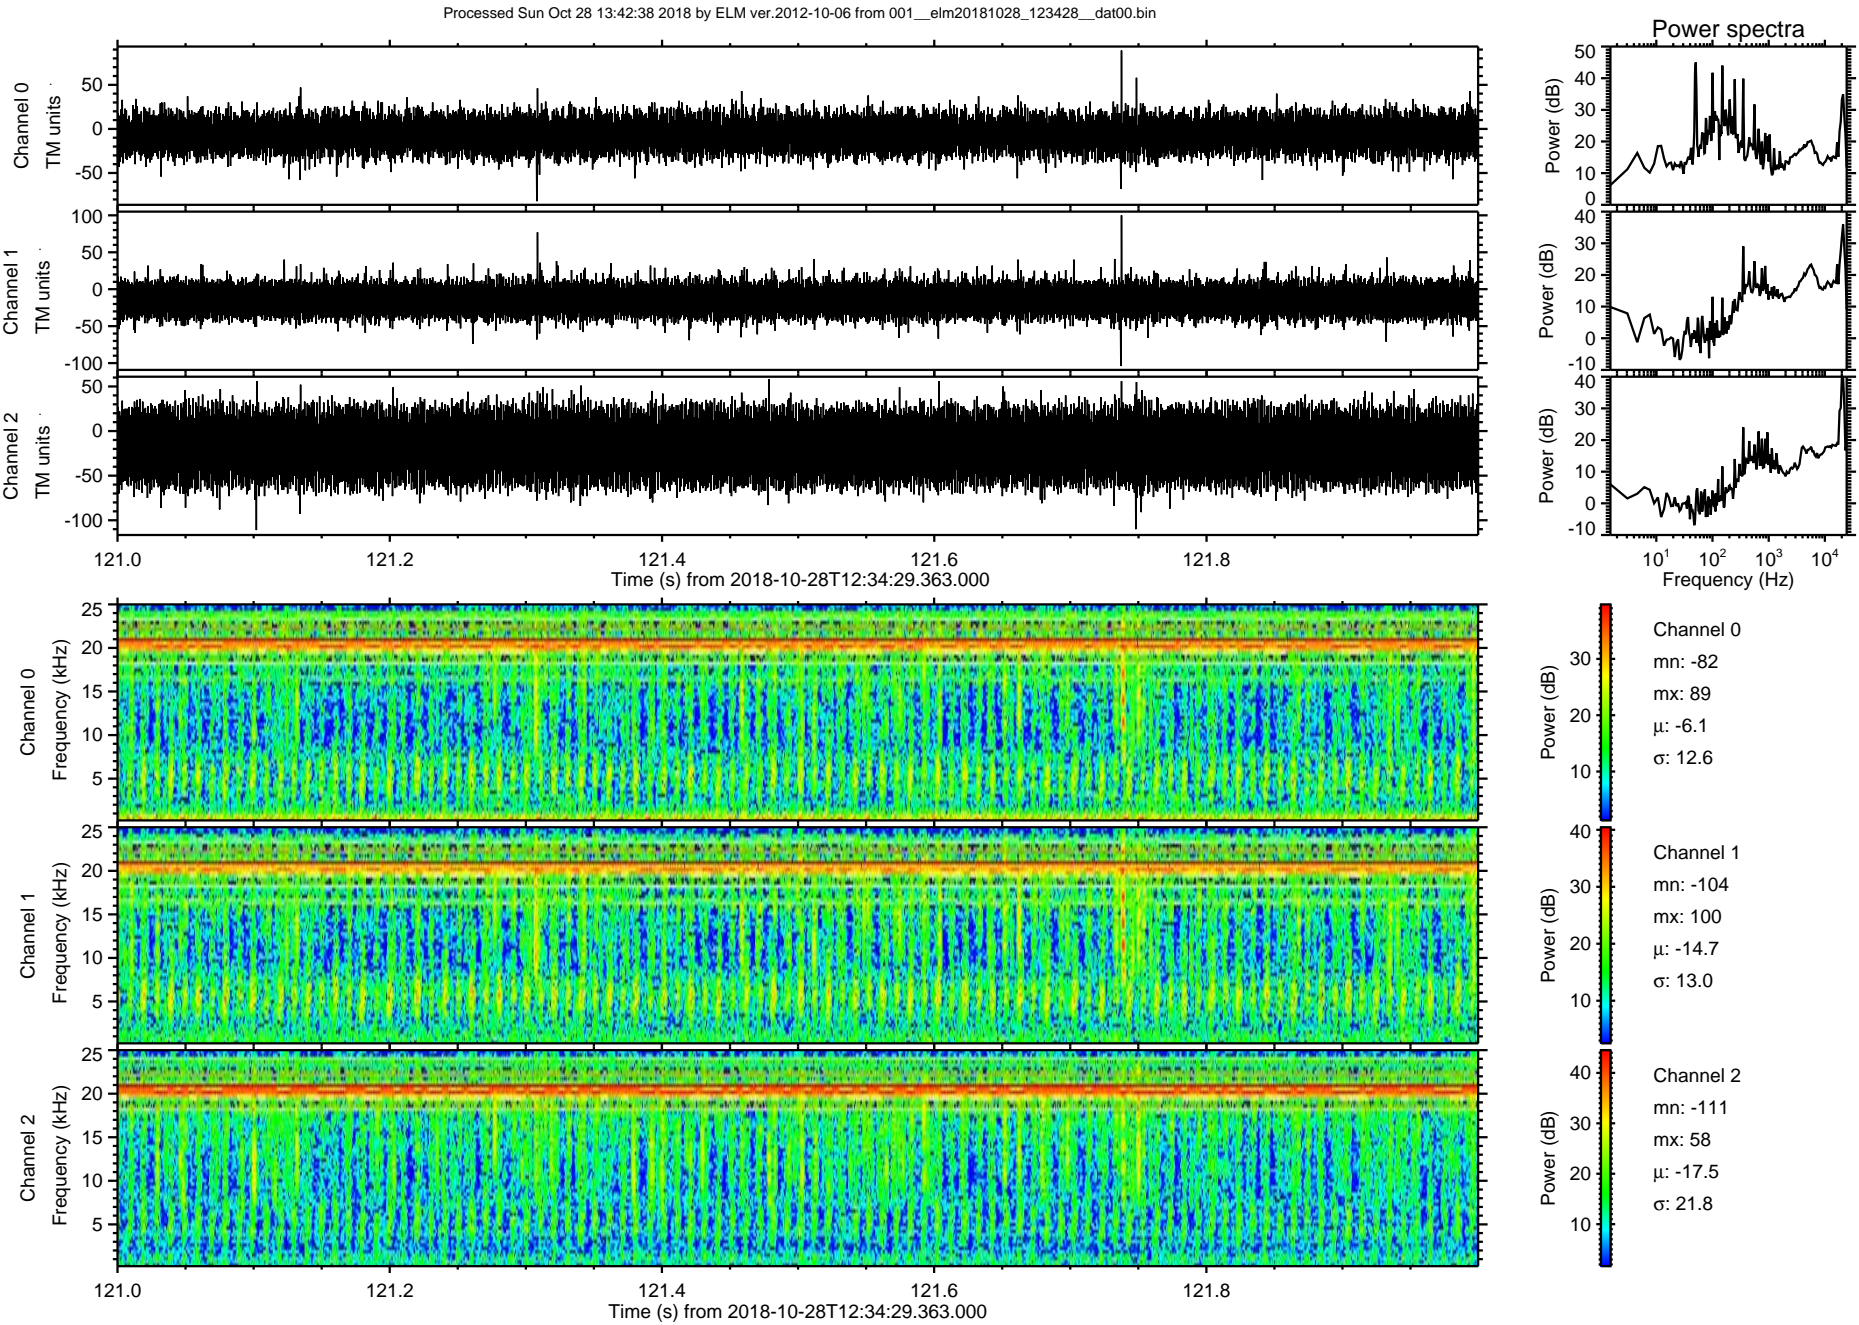 Processed Sun Oct 28 13:42:38 2018 by ELM ver.2012-10-06 from 001__elm20181028_123428__dat00.bin
Power spectra
Channel 0
TM units
50
0
-50
Power (dB)
50
40
30
20
10
0
Channel 1
TM units
100
50
0
-50
-100
Power (dB)
40
30
20
10
0
-10
Channel 2
TM units
50
0
-50
-100
Power (dB)
40
30
20
10
0
-10
121.0 121.2 121.4 121.6 121.8
Time (s) from 2018-10-28T12:34:29.363.000
10¹ 10² 10³ 10⁴
Frequency (Hz)
Channel 0
Frequency (kHz)
25
20
15
10
5
Power (dB)
30
20
10
Channel 0
mn: -82
mx: 89
μ: -6.1
σ: 12.6
Channel 1
Frequency (kHz)
25
20
15
10
5
Power (dB)
40
30
20
10
Channel 1
mn: -104
mx: 100
μ: -14.7
σ: 13.0
Channel 2
Frequency (kHz)
25
20
15
10
5
Power (dB)
40
30
20
10
Channel 2
mn: -111
mx: 58
μ: -17.5
σ: 21.8
121.0 121.2 121.4 121.6 121.8
Time (s) from 2018-10-28T12:34:29.363.000